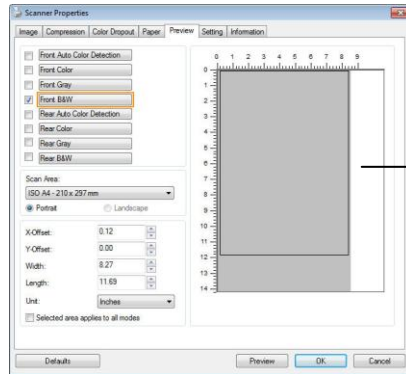 Scanner Properties
Image Compression Color Dropout Paper Preview Setting Information
Front Auto Color Detection
Front Color
Front Gray
Front B&W
Rear Auto Color Detection
Rear Color
Rear Gray
Rear B&W
Scan Area:
ISO A4 - 210 x 297 mm
Portrait Landscape
X-Offset: 0.12
Y-Offset: 0.00
Width: 8.27
Length: 11.69
Unit: Inches
Selected area applies to all modes
0 1 2 3 4 5 6 7 8 9
0
1
2
3
4
5
6
7
8
9
10
11
12
13
14
Defaults Preview OK Cancel